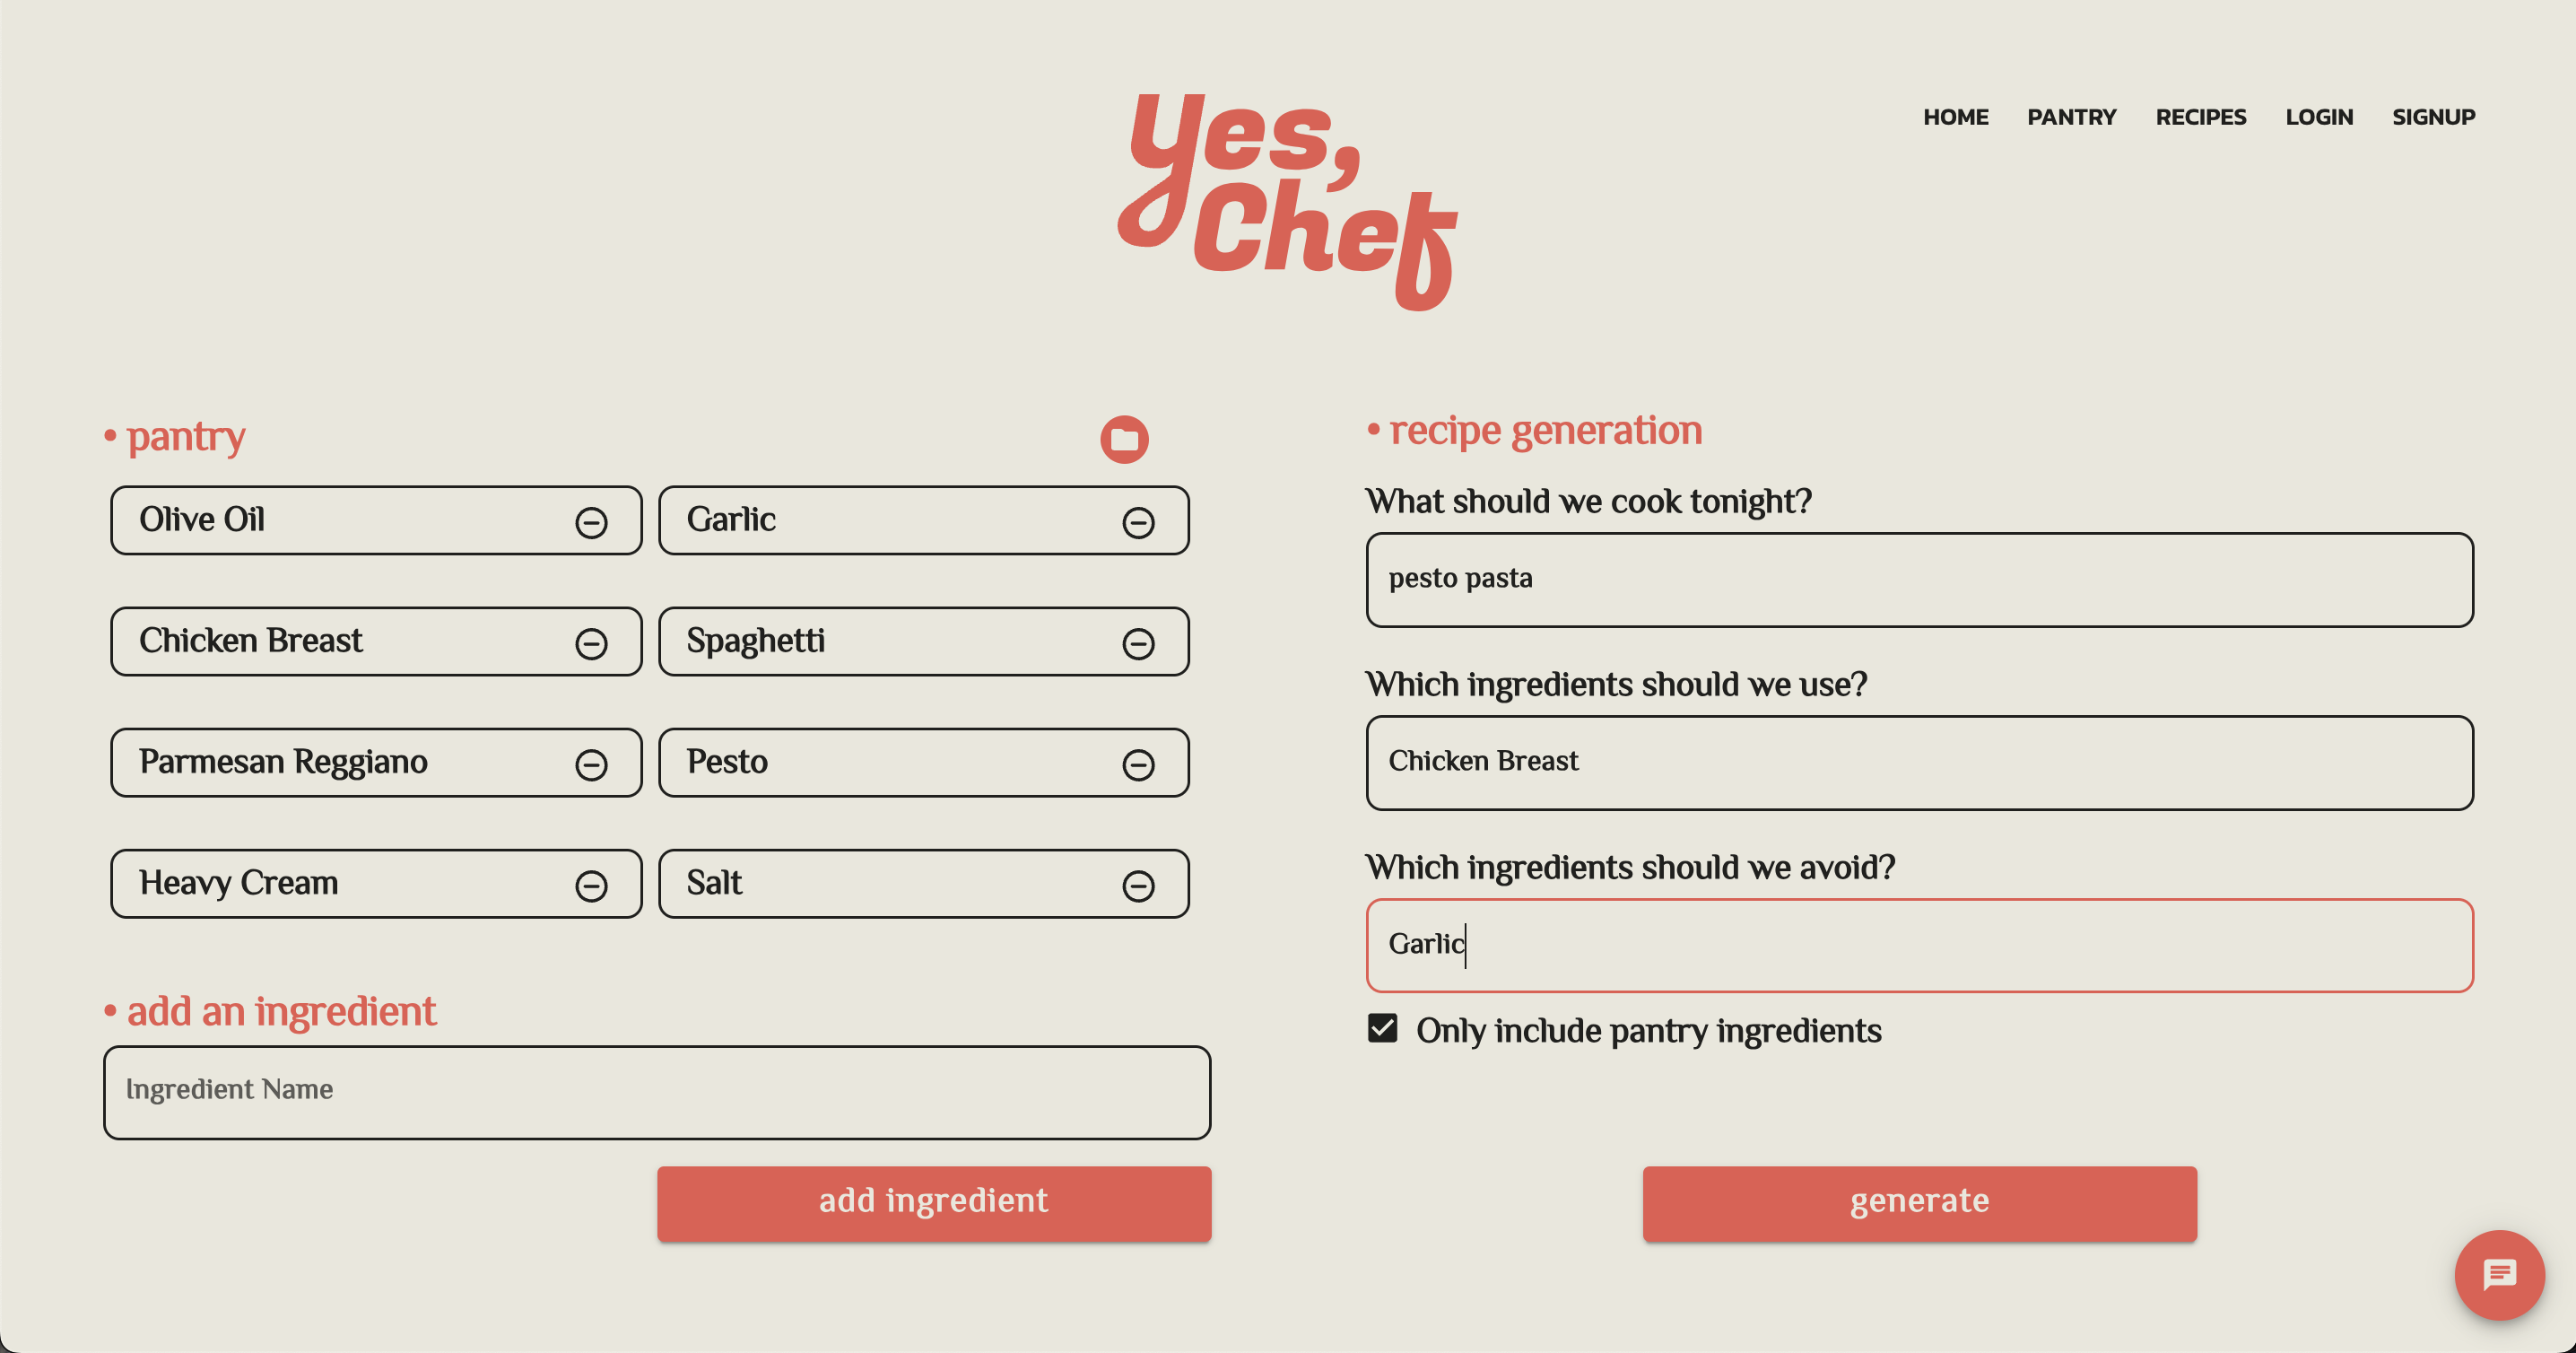 Yes,
Chef
HOME PANTRY RECIPES LOGIN SIGNUP
• pantry
Olive Oil
Garlic
Chicken Breast
Spaghetti
Parmesan Reggiano
Pesto
Heavy Cream
Salt
• add an ingredient
Ingredient Name
add ingredient
• recipe generation
What should we cook tonight?
pesto pasta
Which ingredients should we use?
Chicken Breast
Which ingredients should we avoid?
Garlic
Only include pantry ingredients
generate